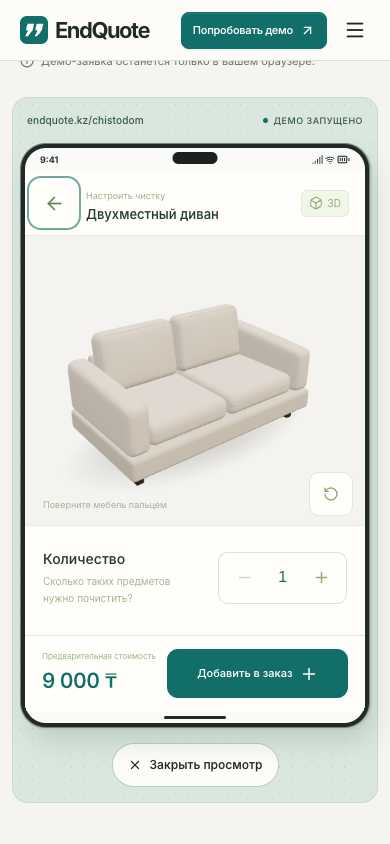 EndQuote
Попробовать демо
Демо-заявка останется только в вашем браузере.
endquote.kz/chistodom
ДЕМО ЗАПУЩЕНО
9:41
Настроить чистку
Двухместный диван
3D
Поверните мебель пальцем
Количество
Сколько таких предметов
нужно почистить?
1
Предварительная стоимость
9 000 ₸
Добавить в заказ
Закрыть просмотр